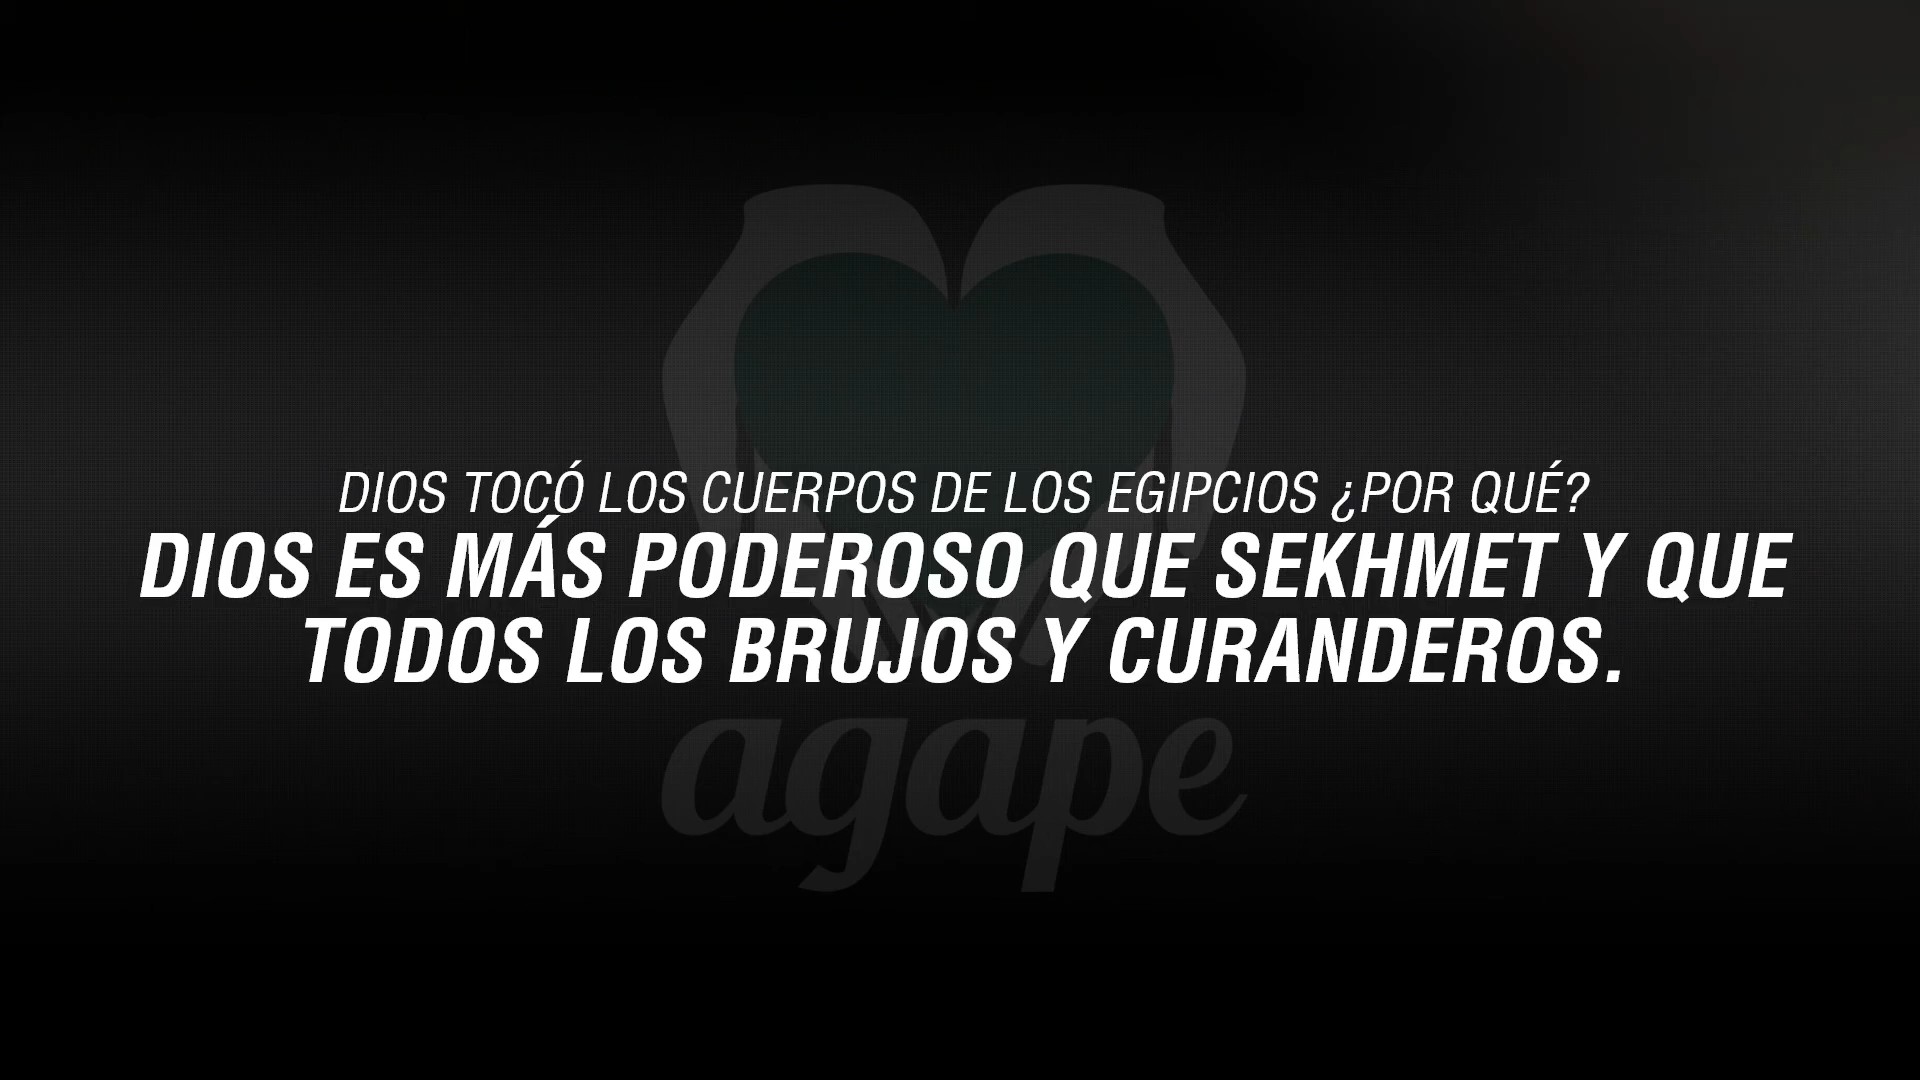 DIOS TOCÓ LOS CUERPOS DE LOS EGIPCIOS ¿POR QUÉ?
DIOS ES MÁS PODEROSO QUE SEKHMET Y QUE
TODOS LOS BRUJOS Y CURANDEROS.
agape